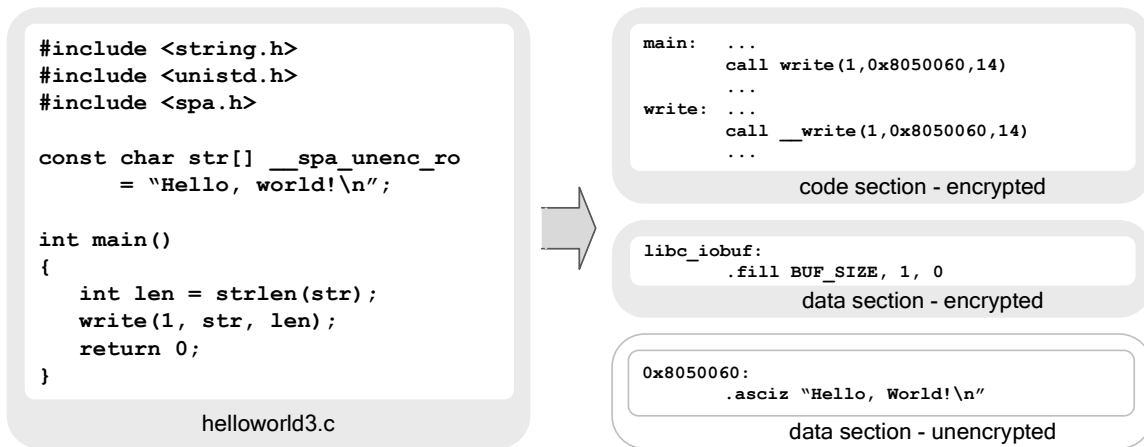 #include <string.h>
#include <unistd.h>
#include <spa.h>
const char str[] __spa_unenc_ro
= “Hello, world!\n”;
int main()
{
int len = strlen(str);
write(1, str, len);
return 0;
}
helloworld3.c
main: ...
call write(1,0x8050060,14)
...
write: ...
call __write(1,0x8050060,14)
...
code section - encrypted
libc_iobuf:
.fill BUF_SIZE, 1, 0
data section - encrypted
0x8050060:
.asciz “Hello, World!\n”
data section - unencrypted